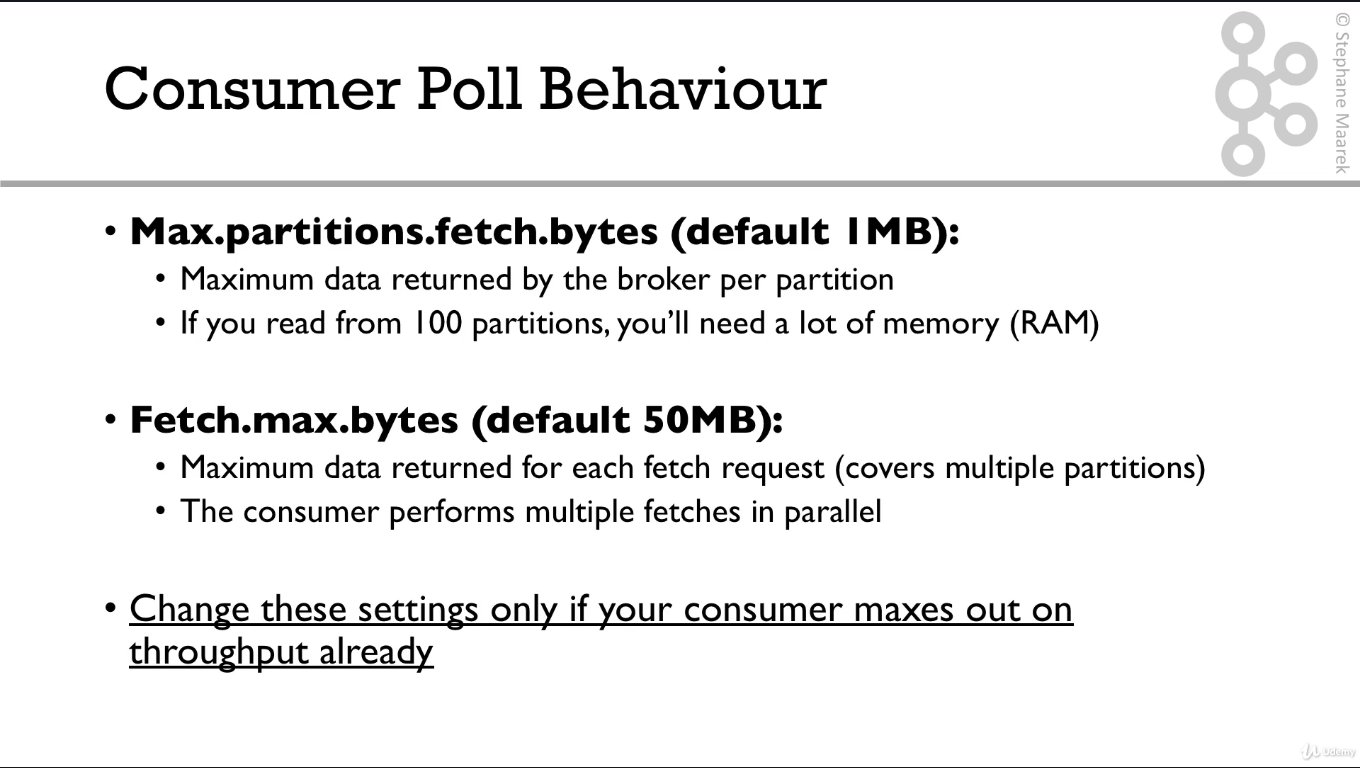 Consumer Poll Behaviour
© Stephane Maarek
• Max.partitions.fetch.bytes (default 1MB):
• Maximum data returned by the broker per partition
• If you read from 100 partitions, you’ll need a lot of memory (RAM)
• Fetch.max.bytes (default 50MB):
• Maximum data returned for each fetch request (covers multiple partitions)
• The consumer performs multiple fetches in parallel
• Change these settings only if your consumer maxes out on
throughput already
Udemy